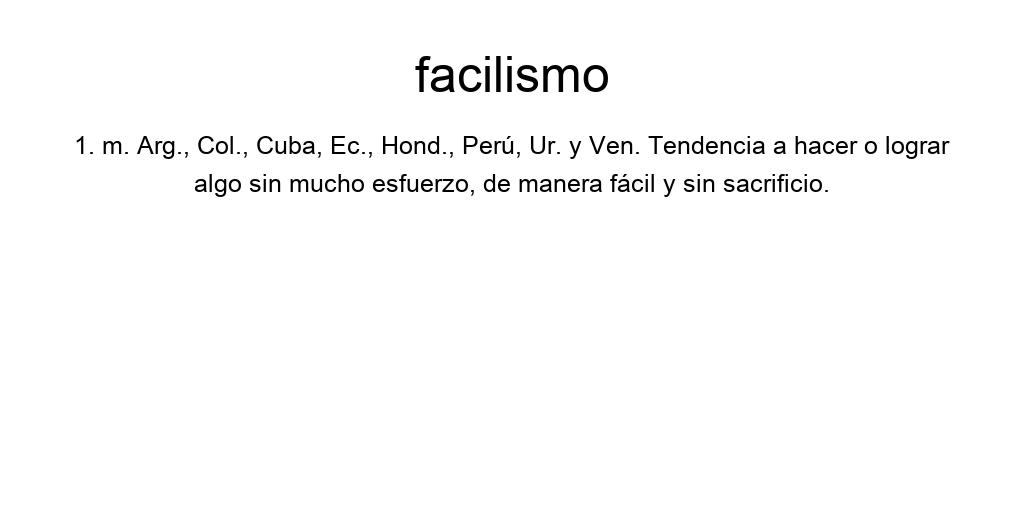 facilismo
1. m. Arg., Col., Cuba, Ec., Hond., Perú, Ur. y Ven. Tendencia a hacer o lograr
algo sin mucho esfuerzo, de manera fácil y sin sacrificio.